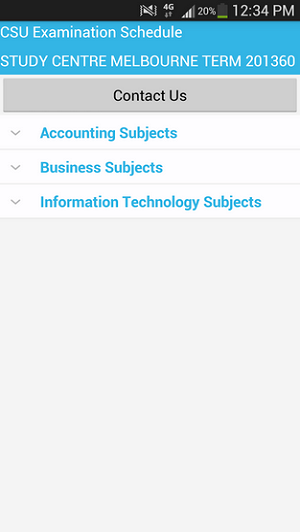 4G 20% 12:34 PM
CSU Examination Schedule
STUDY CENTRE MELBOURNE TERM 201360
Contact Us
Accounting Subjects
Business Subjects
Information Technology Subjects